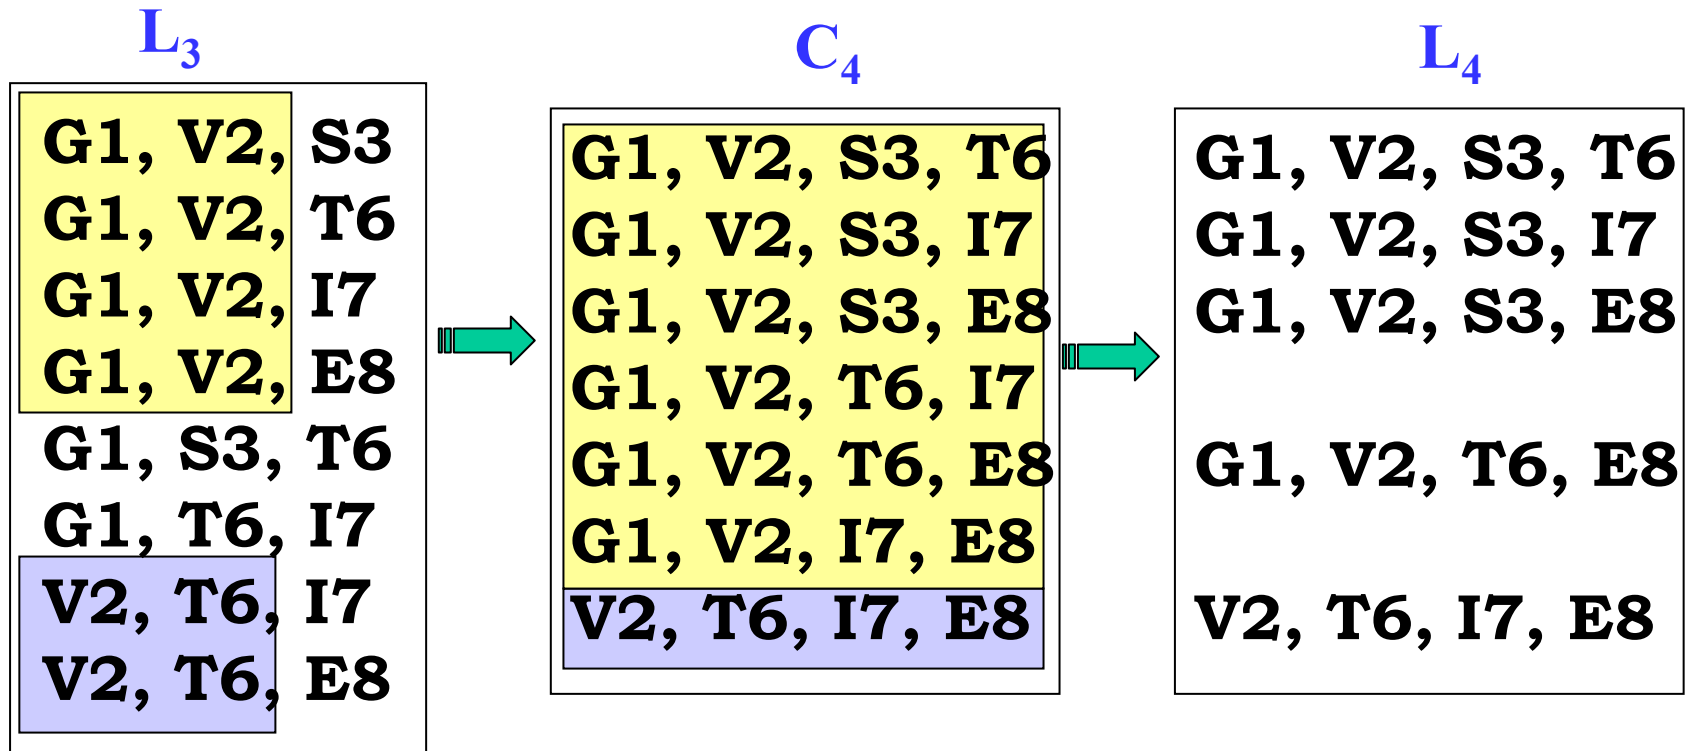 L3
G1, V2, S3
G1, V2, T6
G1, V2, I7
G1, V2, E8
G1, S3, T6
G1, T6, I7
V2, T6, I7
V2, T6, E8
C4
G1, V2, S3, T6
G1, V2, S3, I7
G1, V2, S3, E8
G1, V2, T6, I7
G1, V2, T6, E8
G1, V2, I7, E8
V2, T6, I7, E8
L4
G1, V2, S3, T6
G1, V2, S3, I7
G1, V2, S3, E8
G1, V2, T6, E8
V2, T6, I7, E8